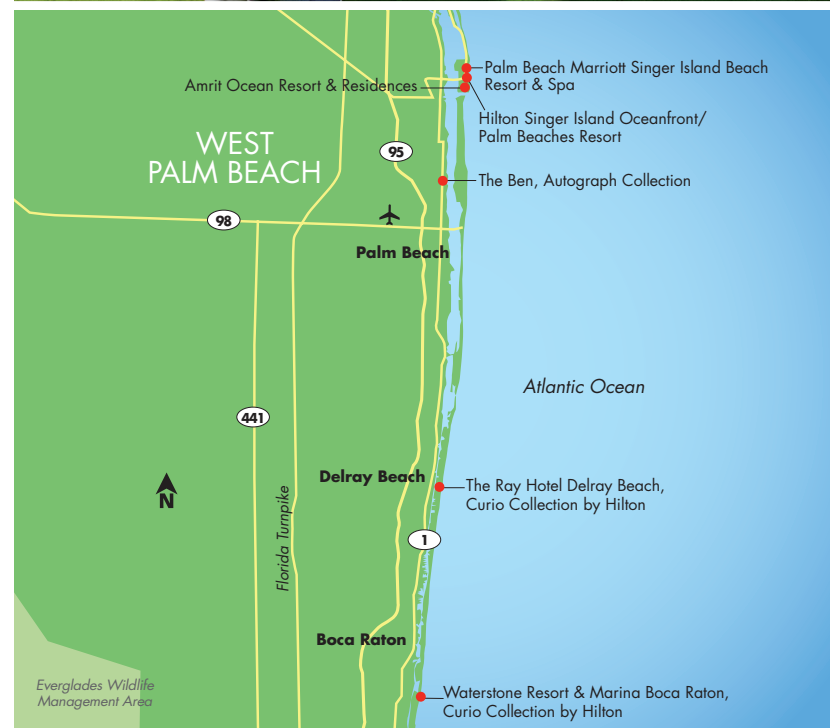 Palm Beach Marriott Singer Island Beach
Resort & Spa
Amrit Ocean Resort & Residences
Hilton Singer Island Oceanfront/
Palm Beaches Resort
WEST
PALM BEACH
95
The Ben, Autograph Collection
98
Palm Beach
Atlantic Ocean
441
Delray Beach
The Ray Hotel Delray Beach,
Curio Collection by Hilton
N
Florida Turnpike
1
Boca Raton
Everglades Wildlife
Management Area
Waterstone Resort & Marina Boca Raton,
Curio Collection by Hilton